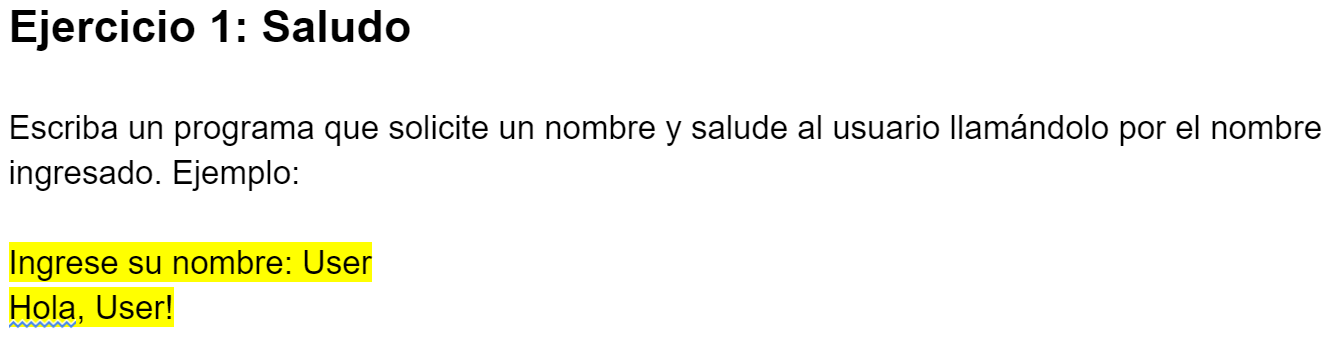 Ejercicio 1: Saludo
Escriba un programa que solicite un nombre y salude al usuario llamándolo por el nombre
ingresado. Ejemplo:
Ingrese su nombre: User
Hola, User!